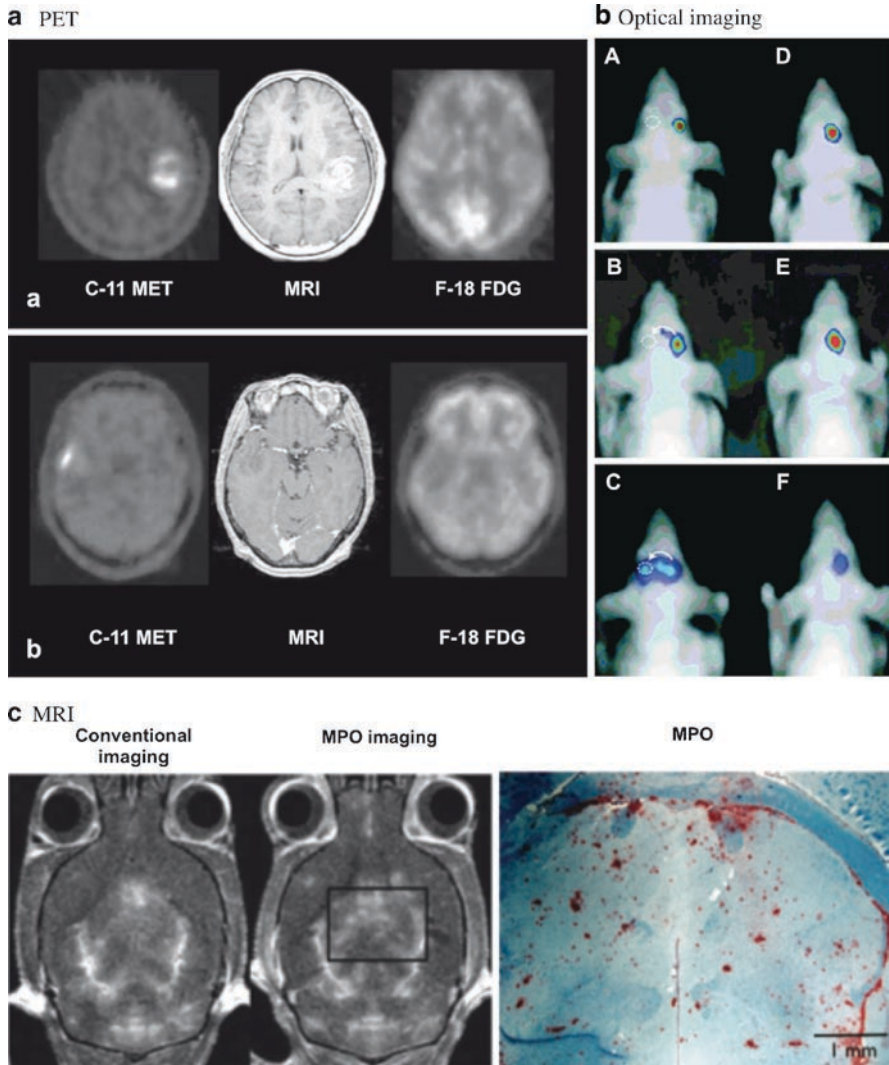 a PET
C-11 MET MRI F-18 FDG
a
C-11 MET MRI F-18 FDG
b
b Optical imaging
A D
B E
C F
c MRI
Conventional
imaging
MPO imaging
MPO
1 mm